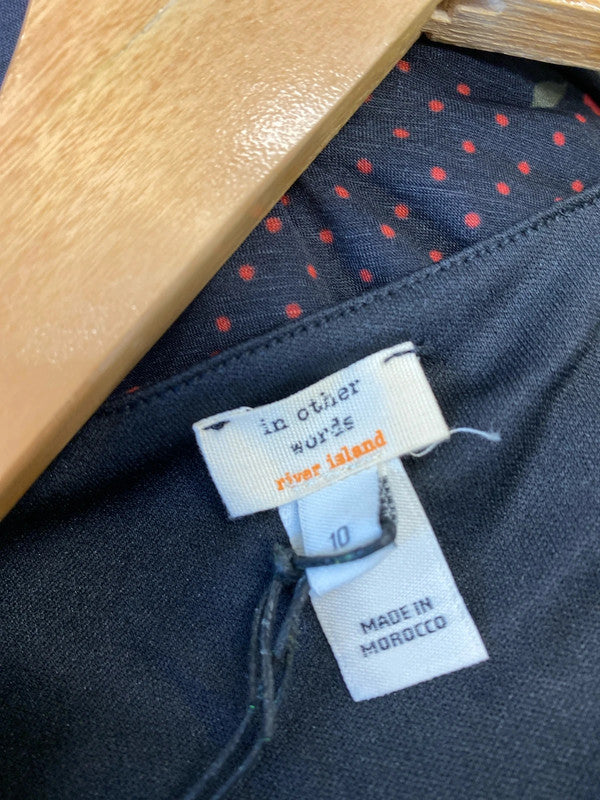 in other
words
river island
10
MADE IN
MOROCCO